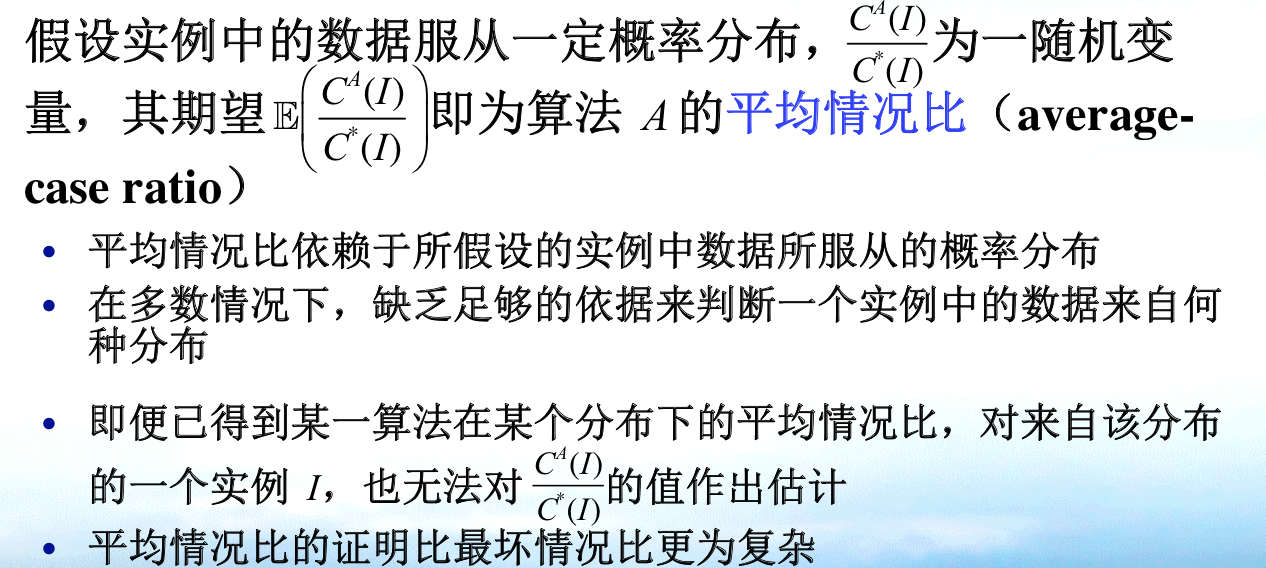 假设实例中的数据服从一定概率分布，C^A(I)/C^*(I)为一随机变
量，其期望𝔼(C^A(I)/C^*(I))即为算法 A 的平均情况比（average-
case ratio）
• 平均情况比依赖于所假设的实例中数据所服从的概率分布
• 在多数情况下，缺乏足够的依据来判断一个实例中的数据来自何
种分布
• 即便已得到某一算法在某个分布下的平均情况比，对来自该分布
的一个实例 I，也无法对 C^A(I)/C^*(I) 的值作出估计
• 平均情况比的证明比最坏情况比更为复杂